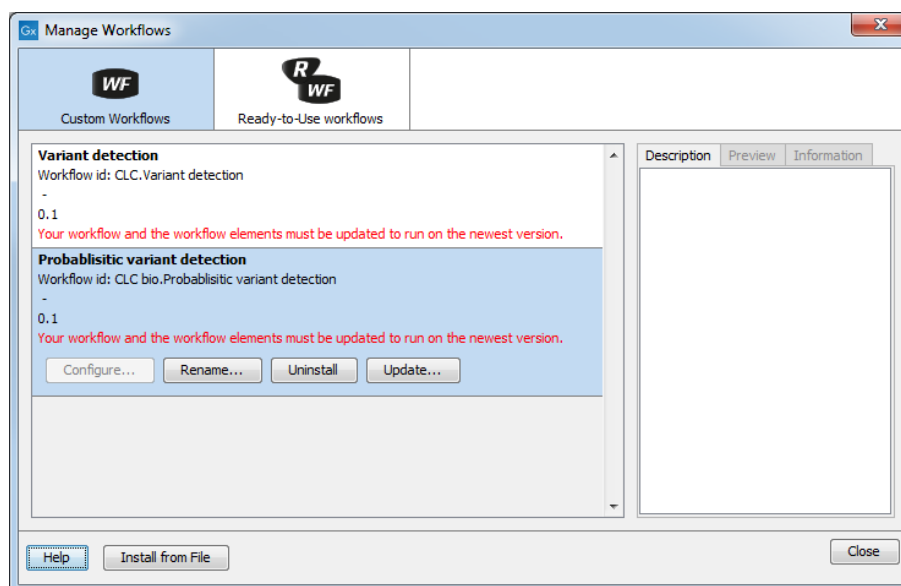 Gx Manage Workflows
WF
R WF
Custom Workflows
Ready-to-Use workflows
Variant detection
Workflow id: CLC.Variant detection
-
0.1
Your workflow and the workflow elements must be updated to run on the newest version.
Probablisitic variant detection
Workflow id: CLC bio.Probablisitic variant detection
-
0.1
Your workflow and the workflow elements must be updated to run on the newest version.
Configure... Rename... Uninstall Update...
Description Preview Information
Help Install from File
Close